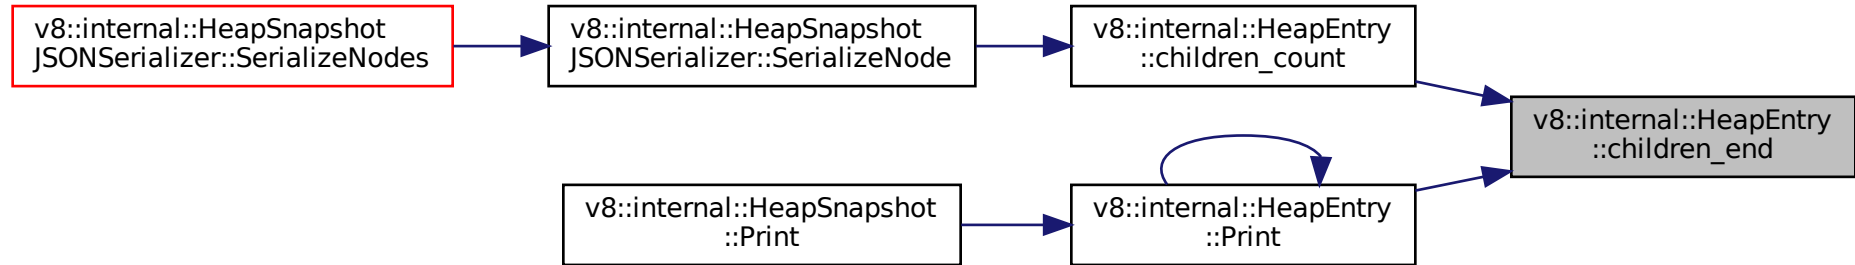 v8::internal::HeapSnapshot
JSONSerializer::SerializeNodes
v8::internal::HeapSnapshot
JSONSerializer::SerializeNode
v8::internal::HeapEntry
::children_count
v8::internal::HeapEntry
::children_end
v8::internal::HeapSnapshot
::Print
v8::internal::HeapEntry
::Print